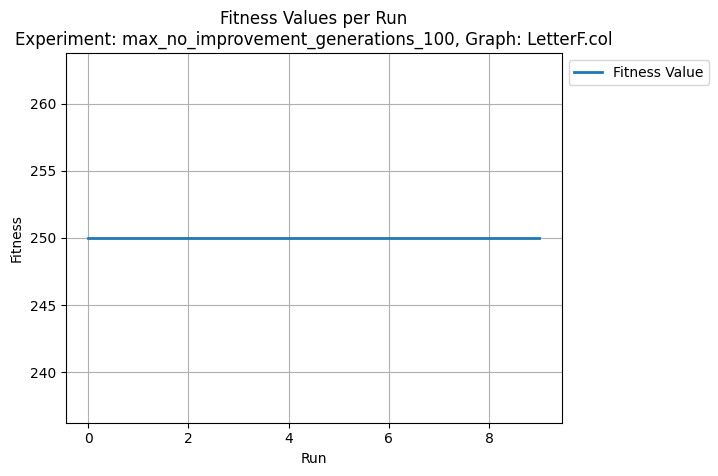 Fitness Values per Run
Experiment: max_no_improvement_generations_100, Graph: LetterF.col
Fitness Value
260
255
250
245
240
Fitness
0 2 4 6 8
Run